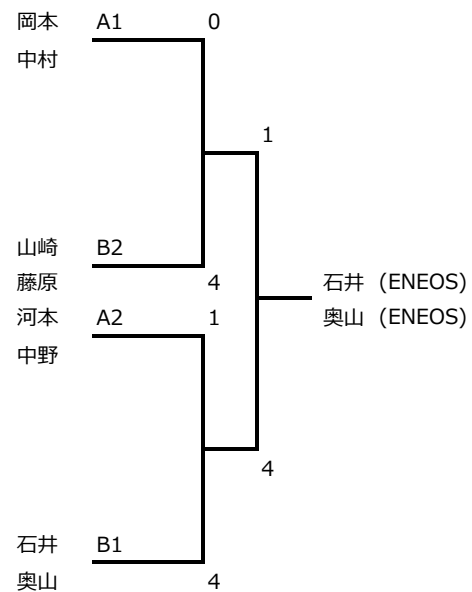 岡本 A1 0
中村
1
山崎 B2
藤原 4 石井 (ENEOS)
河本 A2 1 奥山 (ENEOS)
中野
4
石井 B1
奥山 4